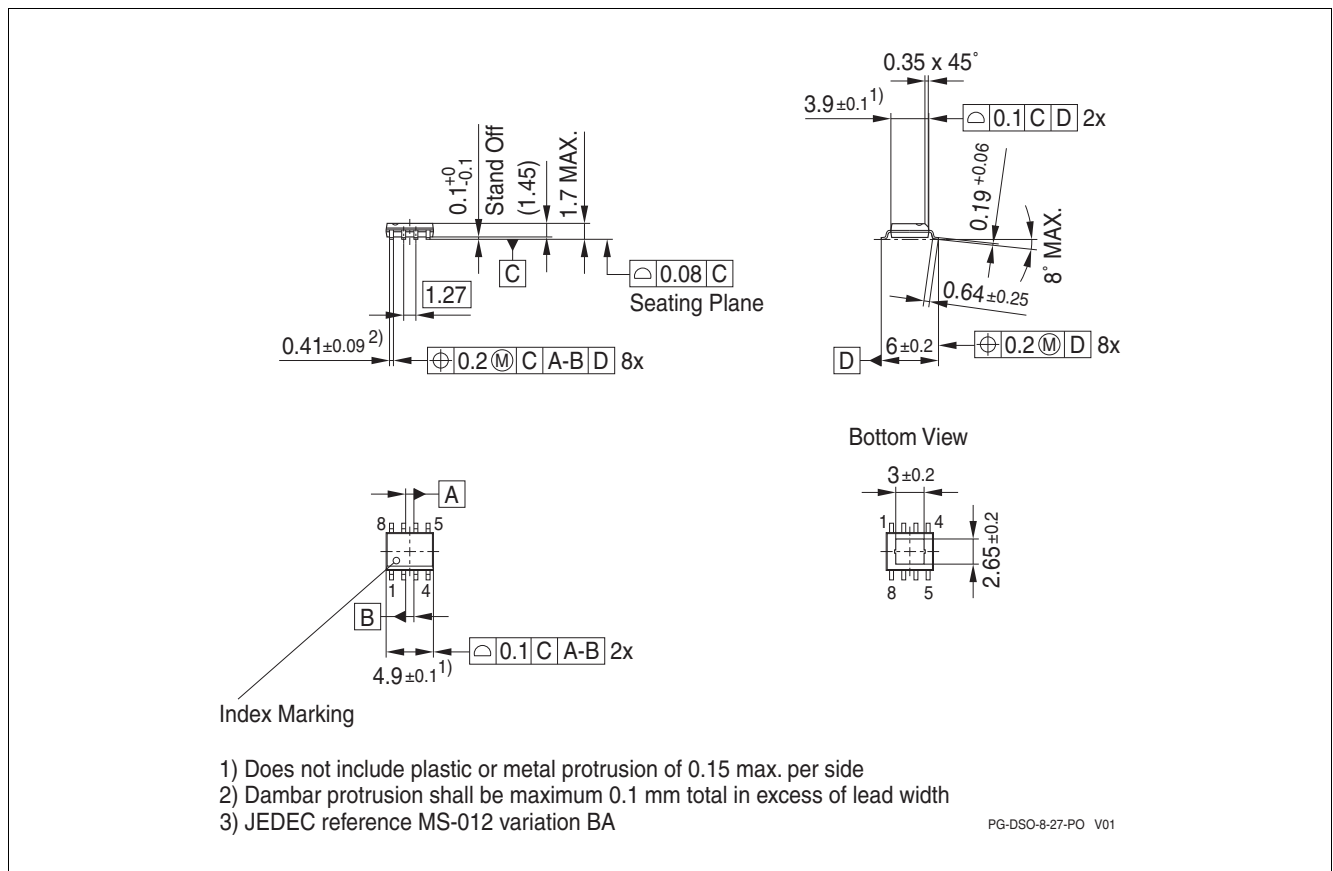 0.35 x 45°
3.9 ±0.1 1)
⌓ 0.1 C D 2x
0.1 +0 -0.1
Stand Off
(1.45)
1.7 MAX.
0.19 +0.06
8° MAX.
C
⌓ 0.08 C
Seating Plane
1.27
0.64 ±0.25
0.41 ±0.09 2)
⌖ 0.2 Ⓜ C A-B D 8x
D
6 ±0.2
⌖ 0.2 Ⓜ D 8x
Bottom View
3 ±0.2
A
8 5
1 4
2.65 ±0.2
1 4
8 5
B
⌓ 0.1 C A-B 2x
4.9 ±0.1 1)
Index Marking
1) Does not include plastic or metal protrusion of 0.15 max. per side
2) Dambar protrusion shall be maximum 0.1 mm total in excess of lead width
3) JEDEC reference MS-012 variation BA
PG-DSO-8-27-PO V01